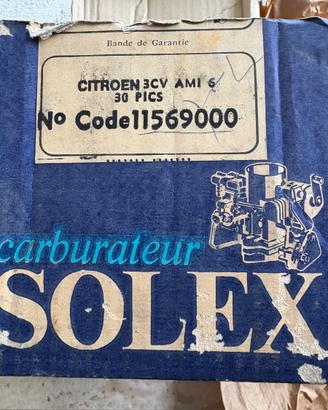 Bande de Garantie
CITROEN 3CV AMI 6
30 PICS
No Code11569000
carburateur
SOLEX